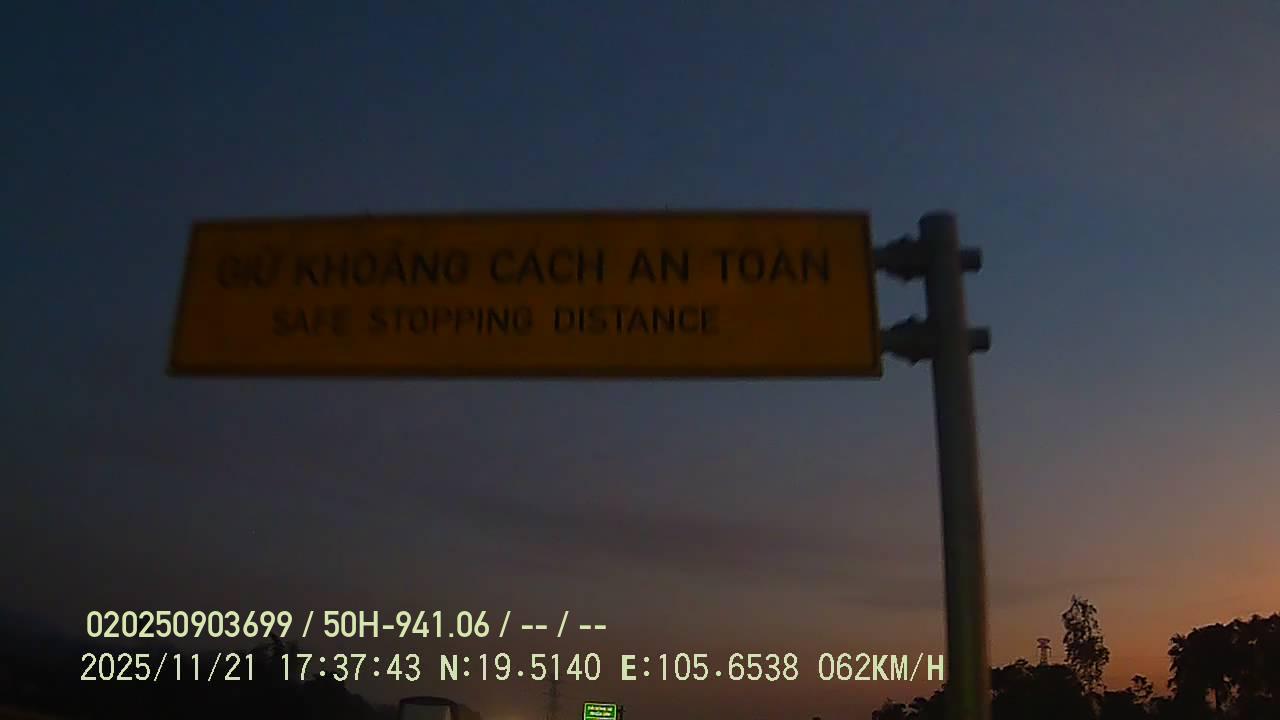 GIỮ KHOẢNG CÁCH AN TOÀN
SAFE STOPPING DISTANCE
020250903699 / 50H-941.06 / -- / --
2025/11/21 17:37:43 N:19.5140 E:105.6538 062KM/H